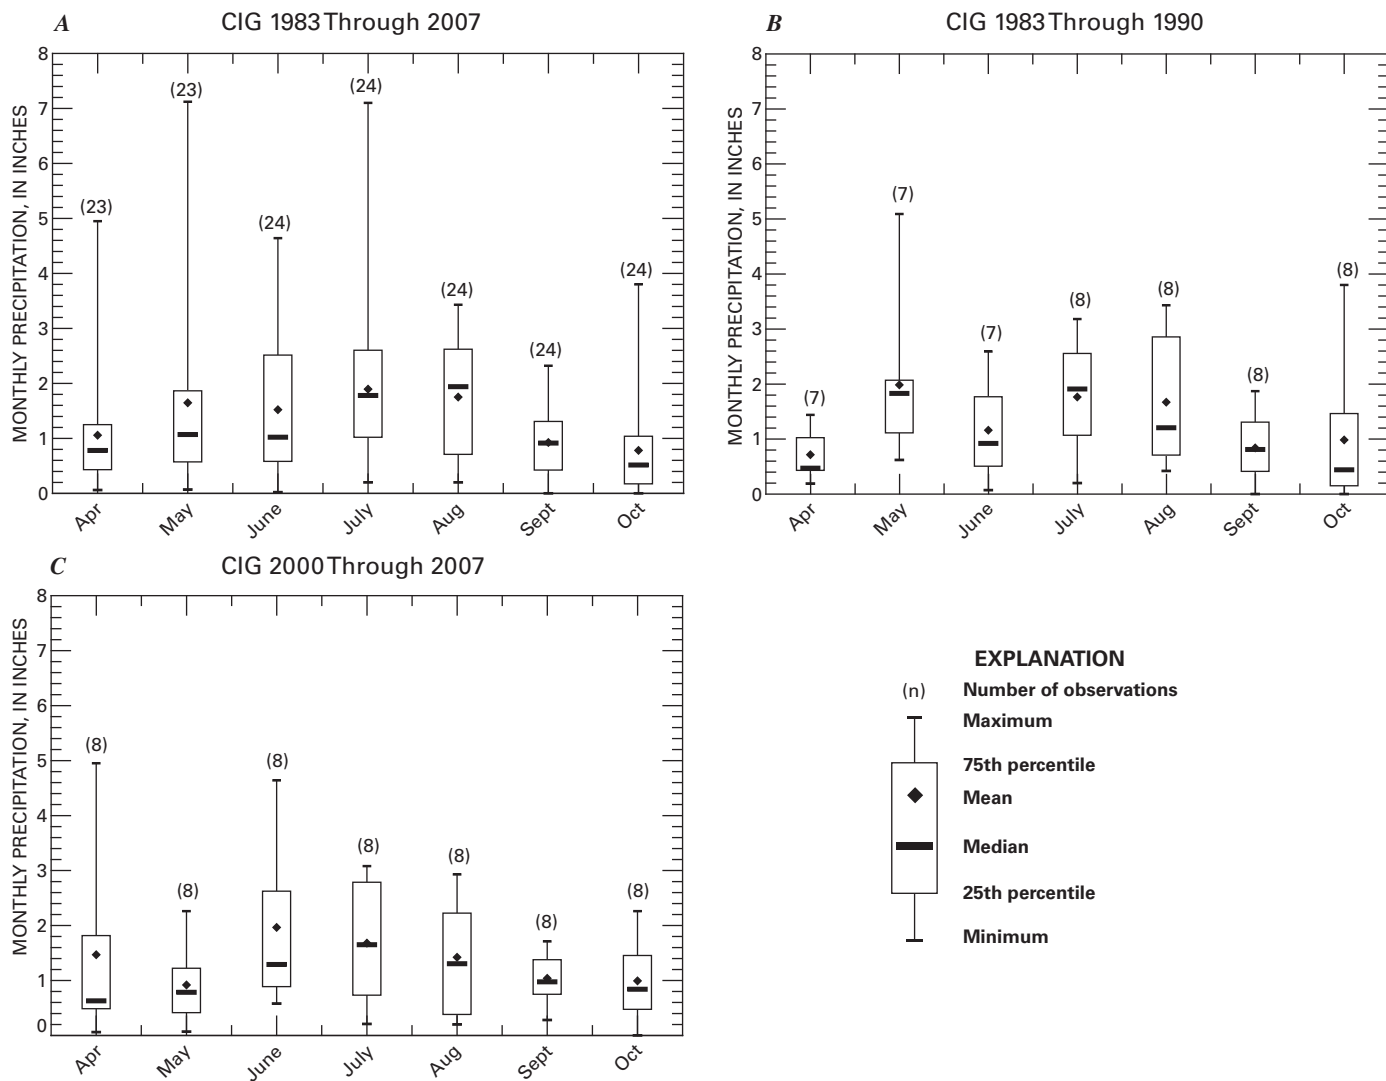 A CIG 1983 Through 2007
MONTHLY PRECIPITATION, IN INCHES
8
7
6
5
4
3
2
1
0
(23)
(23)
(24)
(24)
(24)
(24)
(24)
Apr May June July Aug Sept Oct
B CIG 1983 Through 1990
MONTHLY PRECIPITATION, IN INCHES
8
7
6
5
4
3
2
1
0
(7)
(7)
(7)
(8)
(8)
(8)
(8)
Apr May June July Aug Sept Oct
C CIG 2000 Through 2007
MONTHLY PRECIPITATION, IN INCHES
8
7
6
5
4
3
2
1
0
(8)
(8)
(8)
(8)
(8)
(8)
(8)
Apr May June July Aug Sept Oct
EXPLANATION
(n) Number of observations
Maximum
75th percentile
Mean
Median
25th percentile
Minimum